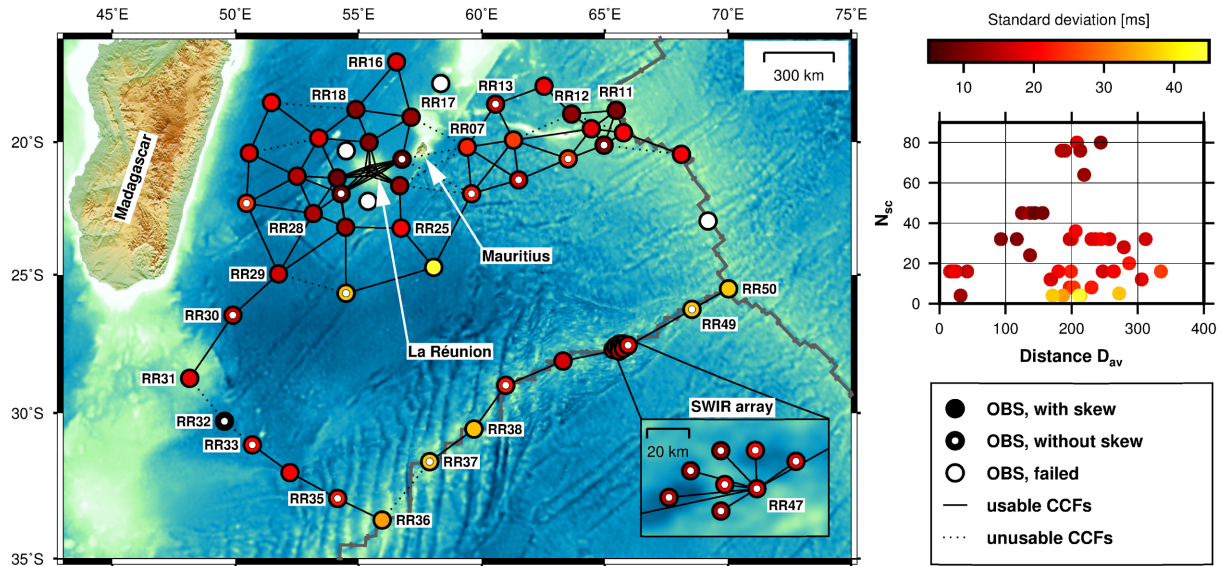 45°E 50°E 55°E 60°E 65°E 70°E 75°E
Standard deviation [ms]
10 20 30 40
300 km
RR16
RR17
RR18
RR13
RR12
RR11
RR07
20°S
Madagascar
RR28
RR25
Mauritius
25°S
RR29
RR50
RR30
RR49
La Réunion
RR31
30°S
RR32
RR33
RR38
RR37
RR35
RR36
35°S
SWIR array
20 km
RR47
80
60
40
20
0
N_sc
0 100 200 300 400
Distance D_av
OBS, with skew
OBS, without skew
OBS, failed
usable CCFs
unusable CCFs